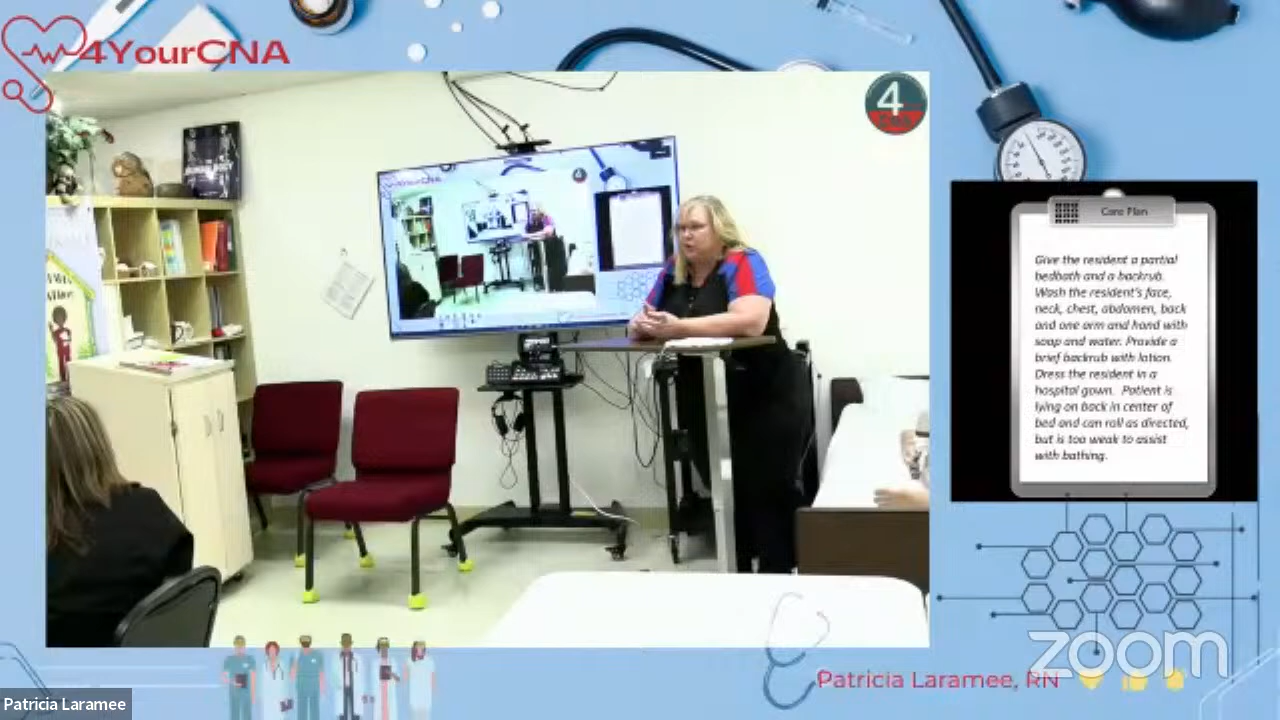 4YourCNA
4
Care Plan
Give the resident a partial
bedbath and a backrub.
Wash the resident's face,
neck, chest, abdomen, back
and one arm and hand with
soap and water. Provide a
brief backrub with lotion.
Dress the resident in a
hospital gown. Patient is
lying on back in center of
bed and can roll as directed,
but is too weak to assist
with bathing.
zoom
Patricia Laramee, RN
Patricia Laramee